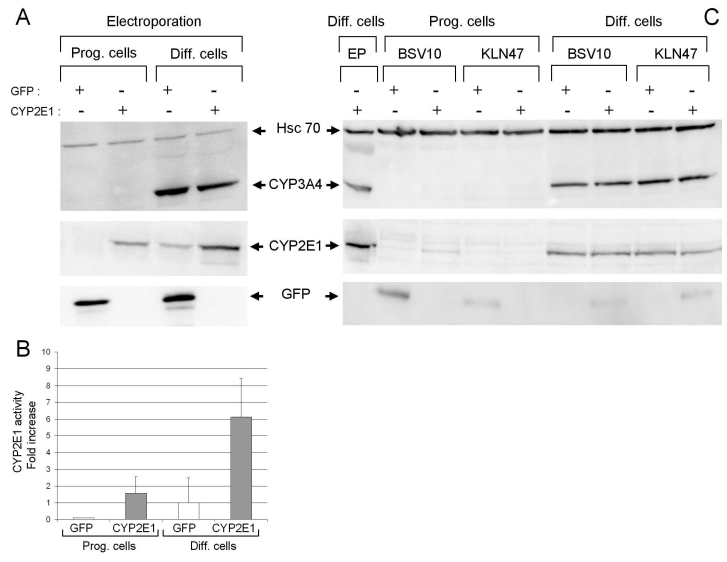 A
Electroporation
Prog. cells Diff. cells
GFP : + - + -
CYP2E1 : - + - +
Hsc 70
CYP3A4
CYP2E1
GFP
C
Diff. cells Prog. cells Diff. cells
EP BSV10 KLN47 BSV10 KLN47
- + - + - + - + -
+ - + - + - + - +
B
CYP2E1 activity
Fold increase
10
9
8
7
6
5
4
3
2
1
0
GFP CYP2E1 GFP CYP2E1
Prog. cells Diff. cells